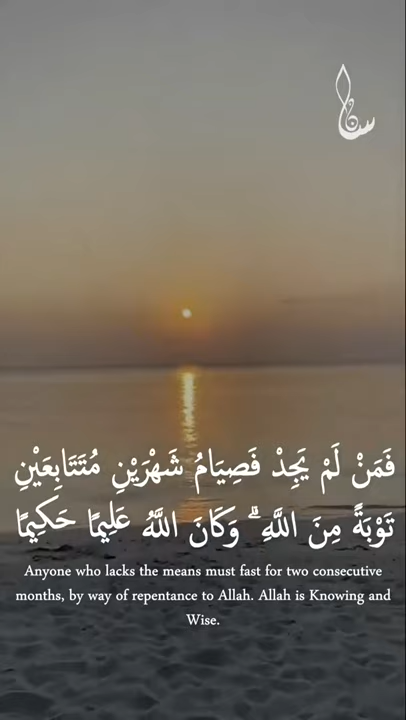 فَمَنْ لَمْ يَجِدْ فَصِيَامُ شَهْرَيْنِ مُتَتَابِعَيْنِ
تَوْبَةً مِنَ اللَّهِ ۗ وَكَانَ اللَّهُ عَلِيمًا حَكِيمًا
Anyone who lacks the means must fast for two consecutive
months, by way of repentance to Allah. Allah is Knowing and
Wise.